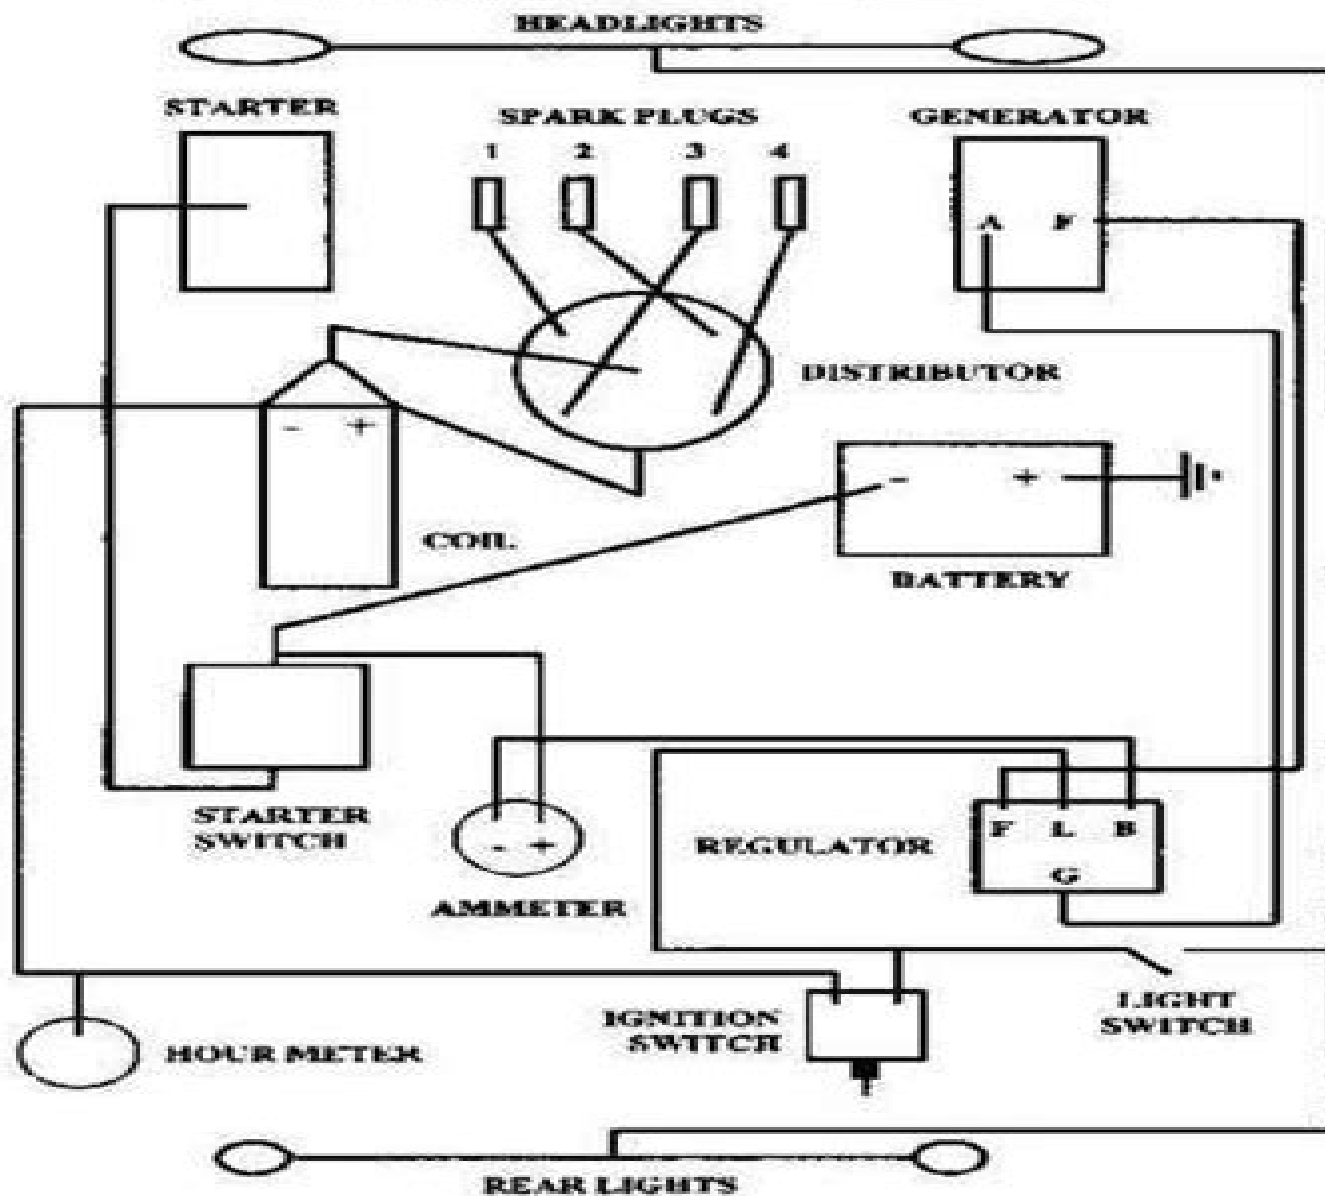 HEADLIGHTS
STARTER
SPARK PLUGS
GENERATOR
1 2 3 4
A F
DISTRIBUTOR
- +
- +
COIL
BATTERY
STARTER
SWITCH
F L B
REGULATOR
- +
G
AMMETER
LIGHT
SWITCH
IGNITION
SWITCH
HOUR METER
REAR LIGHTS